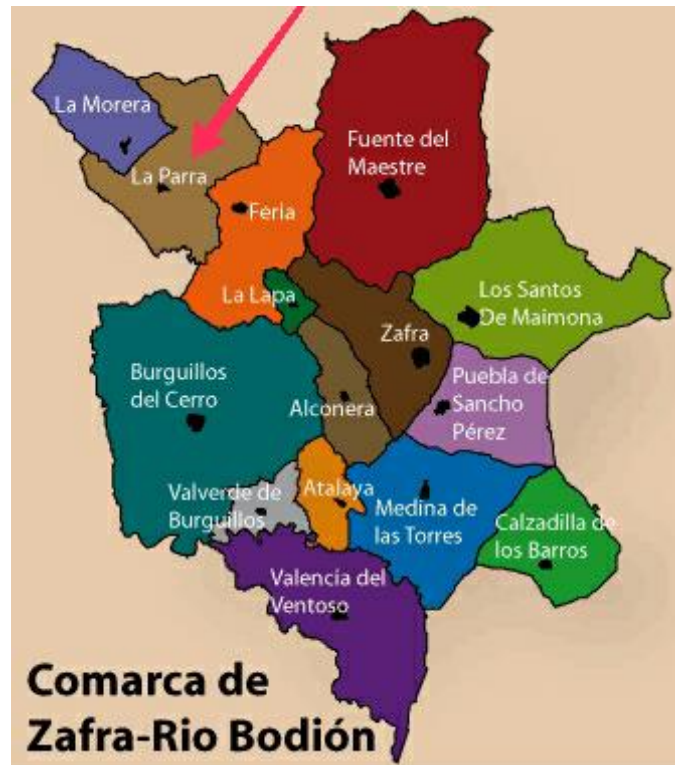 La Morera
La Parra
Feria
Fuente del
Maestre
La Lapa
Los Santos
De Maimona
Zafra
Burguillos
del Cerro
Alconera
Puebla de
Sancho
Pérez
Valverde de
Burguillos
Atalaya
Medina de
las Torres
Calzadilla de
los Barros
Valencia del
Ventoso
Comarca de
Zafra-Rio Bodión